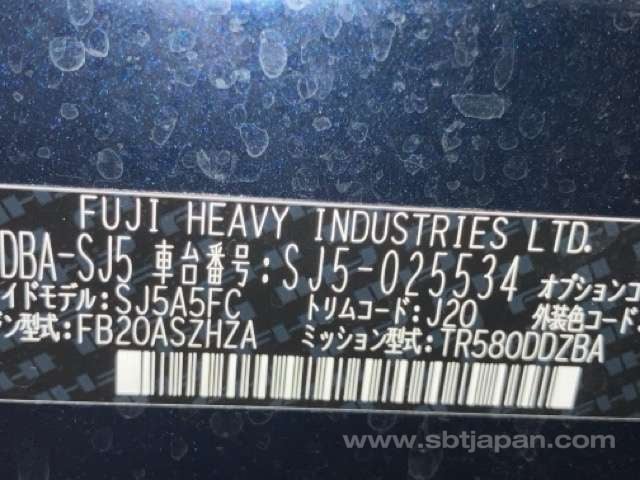 FUJI HEAVY INDUSTRIES LTD.
DBA-SJ5 車台番号:SJ5-025534 オプションコ
イドモデル:SJ5A5FC トリムコード:J20 外装色コード
ン型式:FB20ASZHZA ミッション型式:TR580DDZBA
www.sbtjapan.com